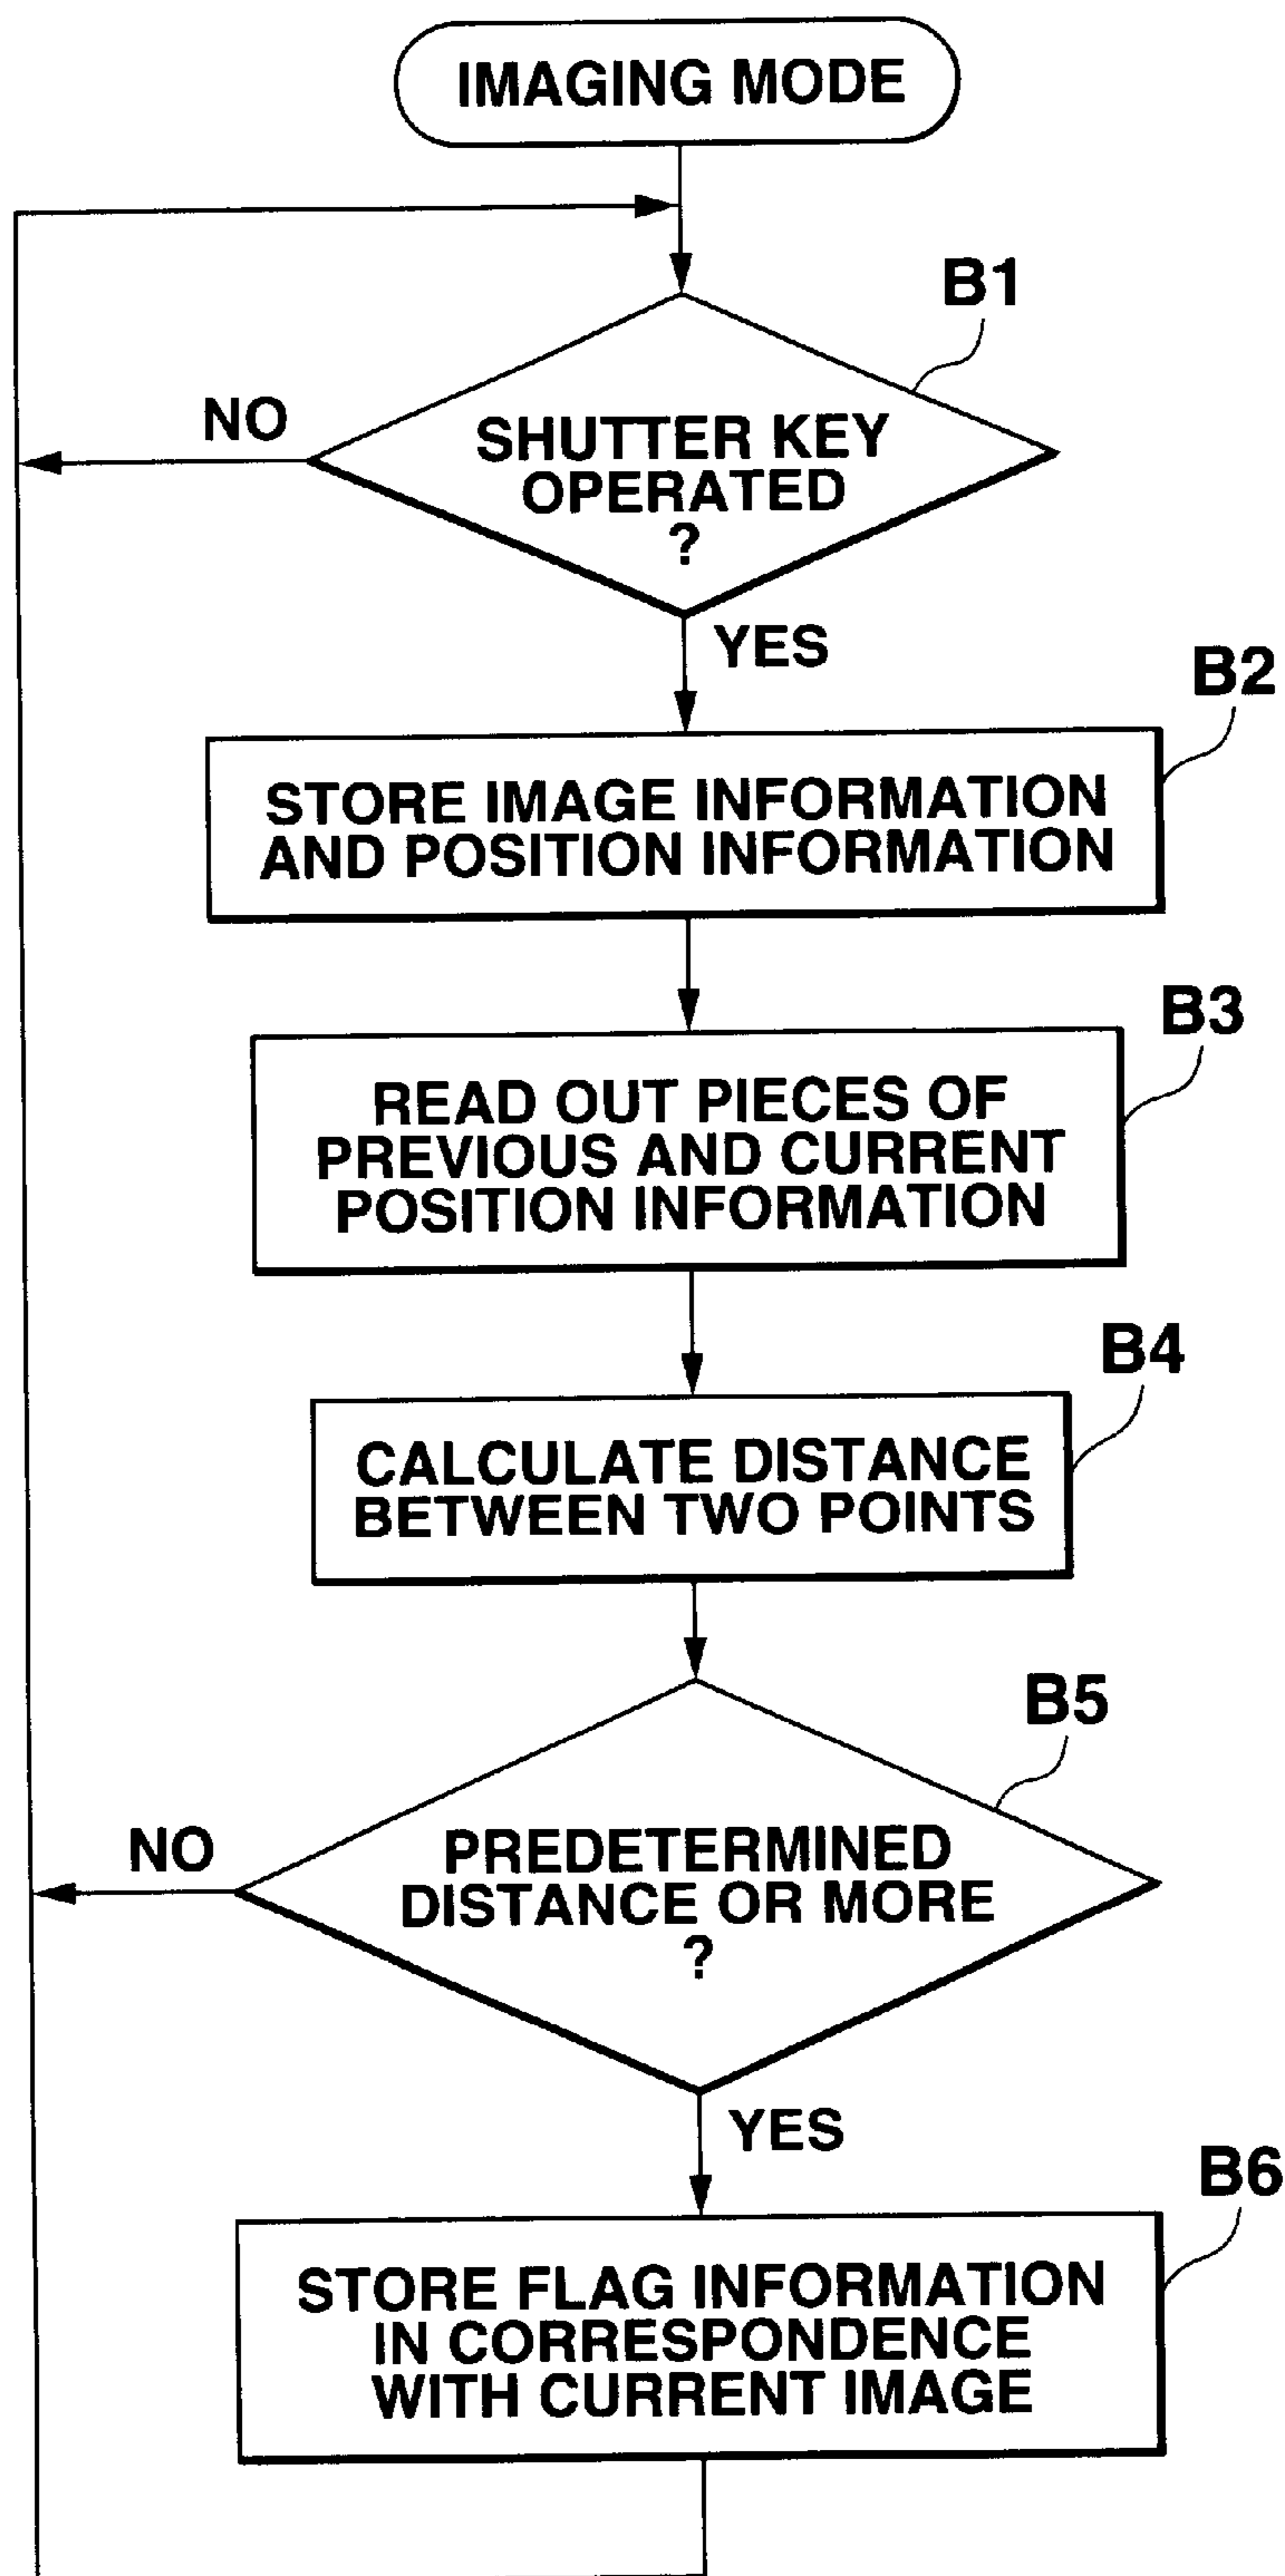 IMAGING MODE
B1
NO
SHUTTER KEY
OPERATED
?
YES
B2
STORE IMAGE INFORMATION
AND POSITION INFORMATION
B3
READ OUT PIECES OF
PREVIOUS AND CURRENT
POSITION INFORMATION
B4
CALCULATE DISTANCE
BETWEEN TWO POINTS
B5
NO
PREDETERMINED
DISTANCE OR MORE
?
YES
B6
STORE FLAG INFORMATION
IN CORRESPONDENCE
WITH CURRENT IMAGE